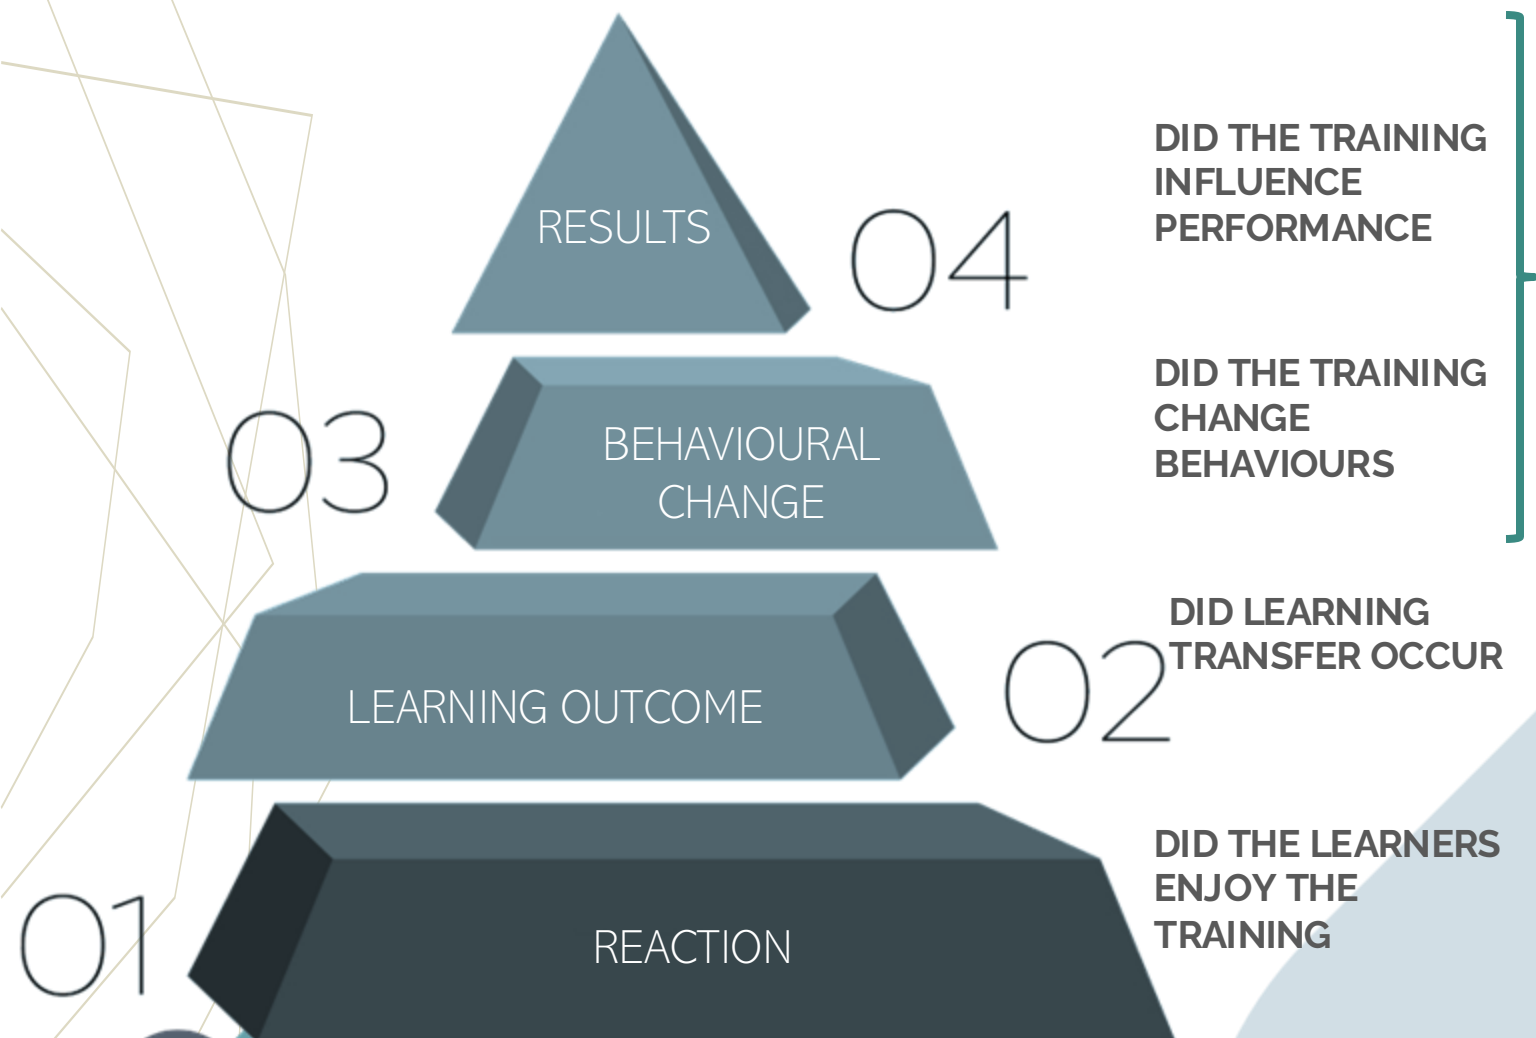 RESULTS
04
DID THE TRAINING
INFLUENCE
PERFORMANCE
03
BEHAVIOURAL
CHANGE
DID THE TRAINING
CHANGE
BEHAVIOURS
LEARNING OUTCOME
02
DID LEARNING
TRANSFER OCCUR
01
REACTION
DID THE LEARNERS
ENJOY THE
TRAINING